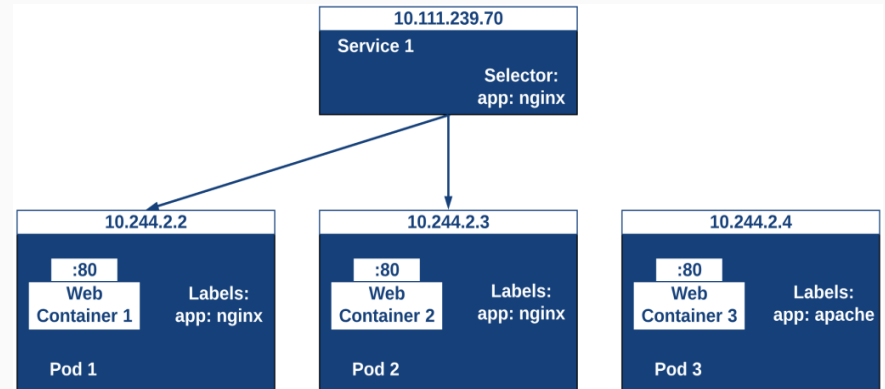 10.111.239.70
Service 1
Selector:
app: nginx
10.244.2.2
:80
Web
Container 1
Labels:
app: nginx
Pod 1
10.244.2.3
:80
Web
Container 2
Labels:
app: nginx
Pod 2
10.244.2.4
:80
Web
Container 3
Labels:
app: apache
Pod 3